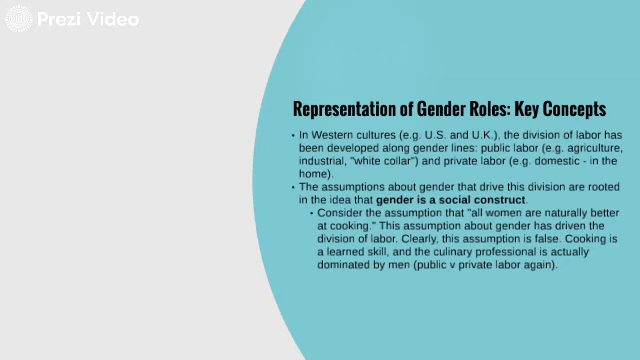 Prezi Video
Representation of Gender Roles: Key Concepts
• In Western cultures (e.g. U.S. and U.K.), the division of labor has
been developed along gender lines: public labor (e.g. agriculture,
industrial, "white collar") and private labor (e.g. domestic - in the
home).
• The assumptions about gender that drive this division are rooted
in the idea that gender is a social construct.
• Consider the assumption that "all women are naturally better
at cooking." This assumption about gender has driven the
division of labor. Clearly, this assumption is false. Cooking is
a learned skill, and the culinary professional is actually
dominated by men (public v private labor again).